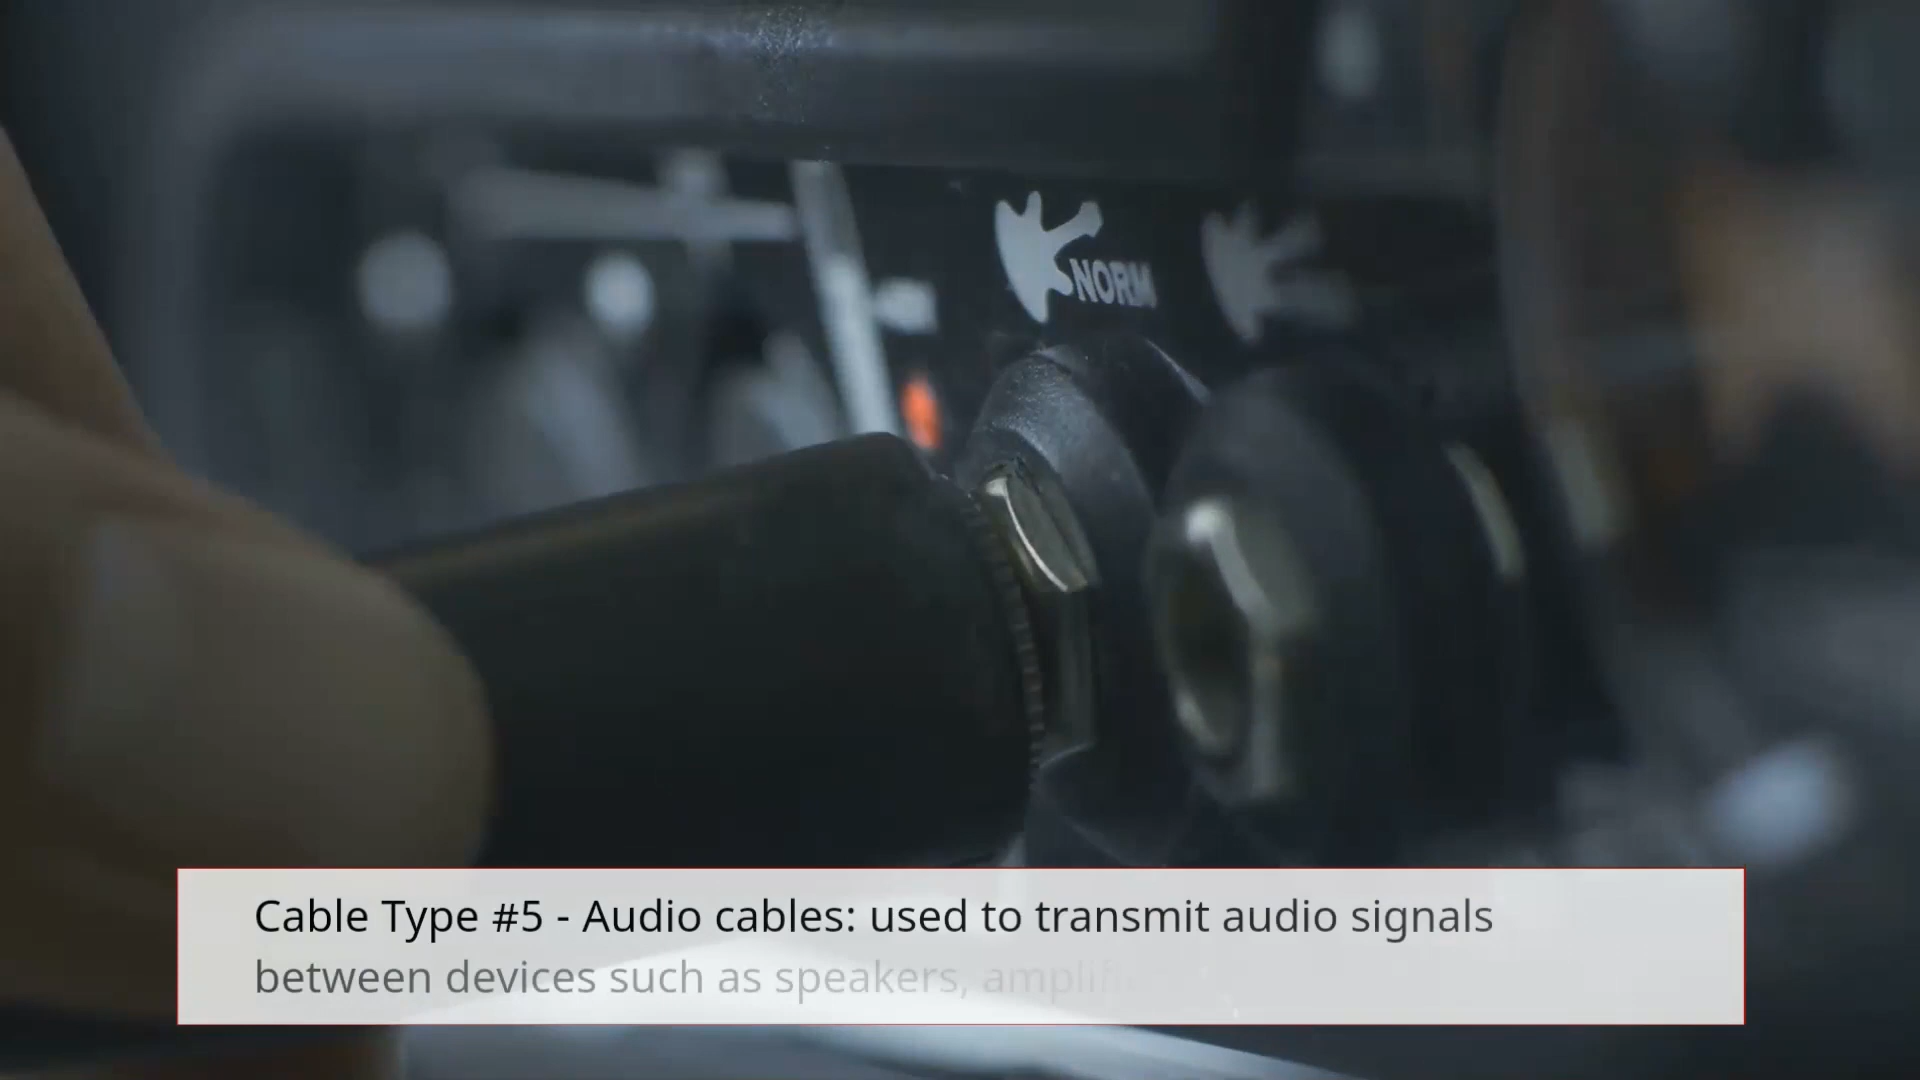 NORM
Cable Type #5 - Audio cables: used to transmit audio signals
between devices such as speakers,